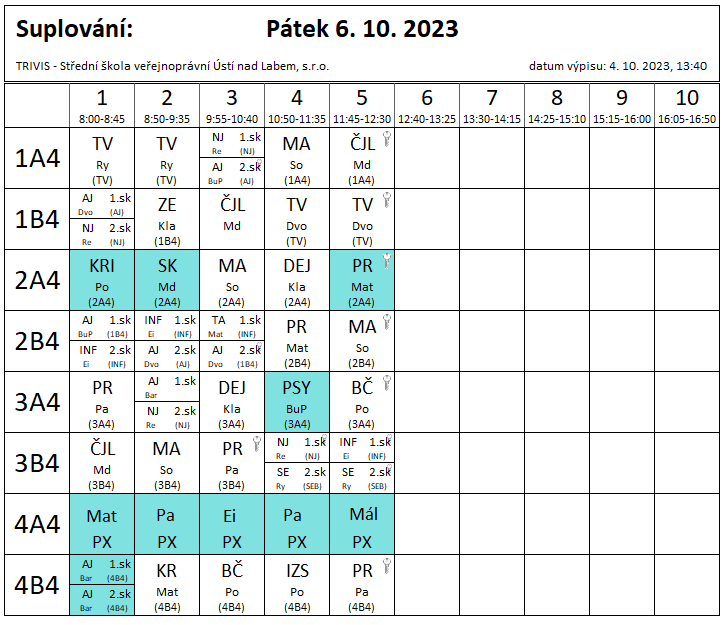 Suplování: Pátek 6. 10. 2023
TRIVIS - Střední škola veřejnoprávní Ústí nad Labem, s.r.o. datum výpisu: 4. 10. 2023, 13:40
1 2 3 4 5 6 7 8 9 10
8:00-8:45 8:50-9:35 9:55-10:40 10:50-11:35 11:45-12:30 12:40-13:25 13:30-14:15 14:25-15:10 15:15-16:00 16:05-16:50
1A4
TV
Ry
(TV)
TV
Ry
(TV)
NJ 1.sk
Re (NJ)
AJ 2.sk
BuP (AJ)
MA
So
(1A4)
ČJL
Md
(1A4)
1B4
AJ 1.sk
Dvo (AJ)
NJ 2.sk
Re (NJ)
ZE
Kla
(1B4)
ČJL
Md
TV
Dvo
(TV)
TV
Dvo
(TV)
2A4
KRI
Po
(2A4)
SK
Md
(2A4)
MA
So
(2A4)
DEJ
Kla
(2A4)
PR
Mat
(2A4)
2B4
AJ 1.sk
BuP (1B4)
INF 2.sk
Ei (INF)
INF 1.sk
Ei (INF)
AJ 2.sk
Dvo (AJ)
TA 1.sk
Mat (INF)
AJ 2.sk
Dvo (1B4)
PR
Mat
(2B4)
MA
So
(2B4)
3A4
PR
Pa
(3A4)
AJ 1.sk
Bar
NJ 2.sk
Re (NJ)
DEJ
Kla
(3A4)
PSY
BuP
(3A4)
BČ
Po
(3A4)
3B4
ČJL
Md
(3B4)
MA
So
(3B4)
PR
Pa
(3B4)
NJ 1.sk
Re (NJ)
SE 2.sk
Ry (SEB)
INF 1.sk
Ei (INF)
SE 2.sk
Ry (SEB)
4A4
Mat
PX
Pa
PX
Ei
PX
Pa
PX
Mál
PX
4B4
AJ 1.sk
Bar (4B4)
AJ 2.sk
Bar (4B4)
KR
Mat
(4B4)
BČ
Po
(4B4)
IZS
Po
(4B4)
PR
Pa
(4B4)